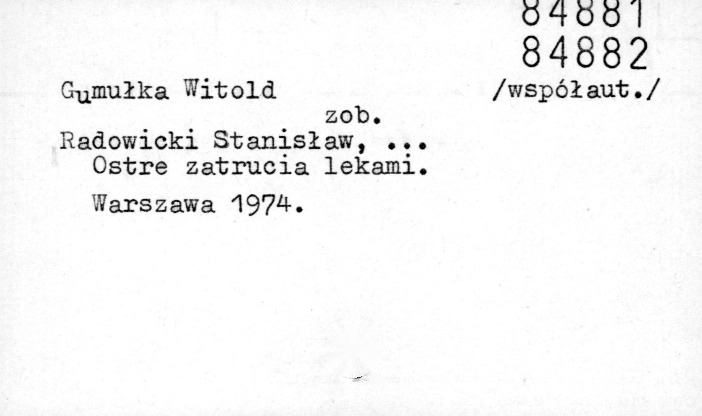 84881
84882
Gumułka Witold /współaut./
zob.
Radowicki Stanisław, ...
Ostre zatrucia lekami.
Warszawa 1974.